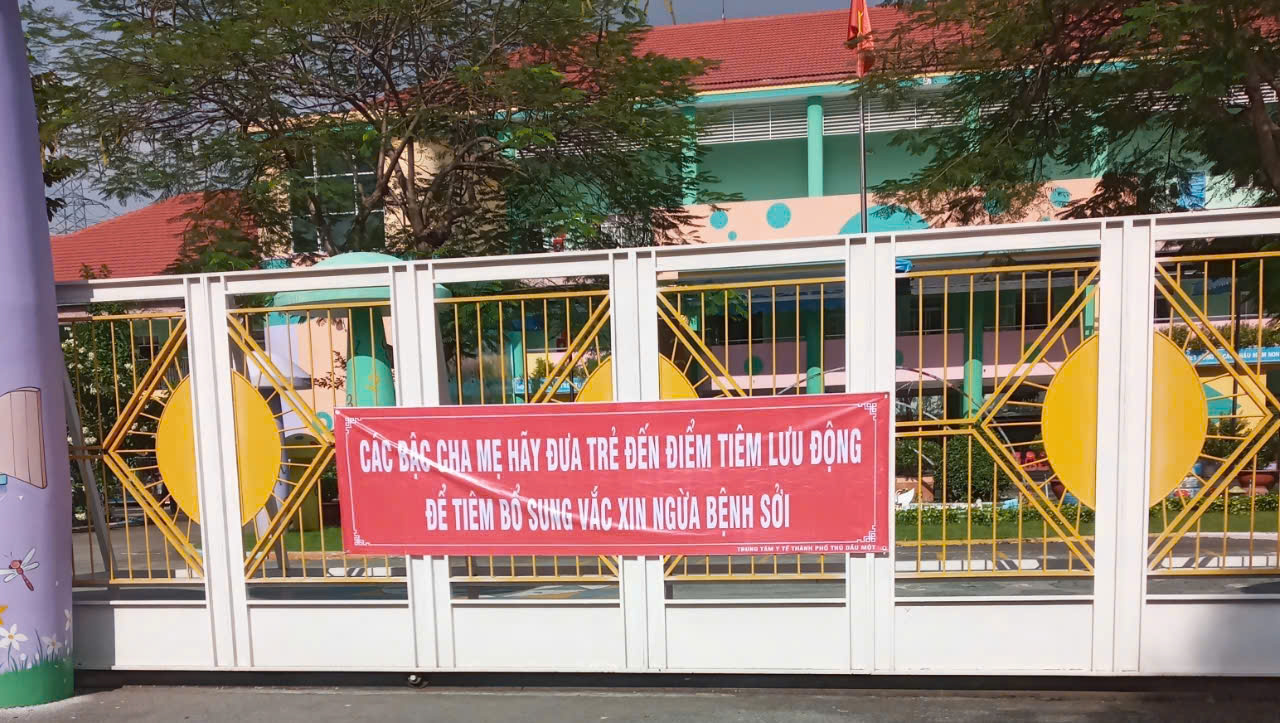 CÁC BẬC CHA MẸ HÃY ĐƯA TRẺ ĐẾN ĐIỂM TIÊM LƯU ĐỘNG
ĐỂ TIÊM BỔ SUNG VẮC XIN NGỪA BỆNH SỞI
TRUNG TÂM Y TẾ THÀNH PHỐ THỦ DẦU MỘT